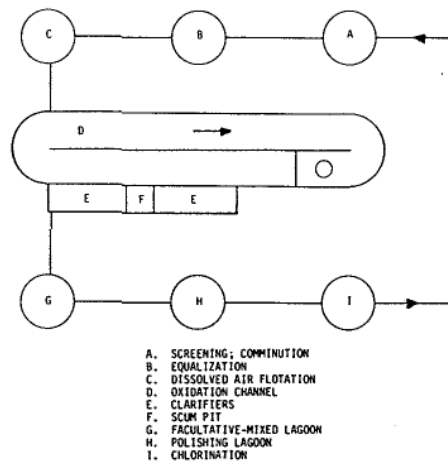 C B A
D
E F E
G H I
A. SCREENING; COMMINUTION
B. EQUALIZATION
C. DISSOLVED AIR FLOTATION
D. OXIDATION CHANNEL
E. CLARIFIERS
F. SCUM PIT
G. FACULTATIVE-MIXED LAGOON
H. POLISHING LAGOON
I. CHLORINATION